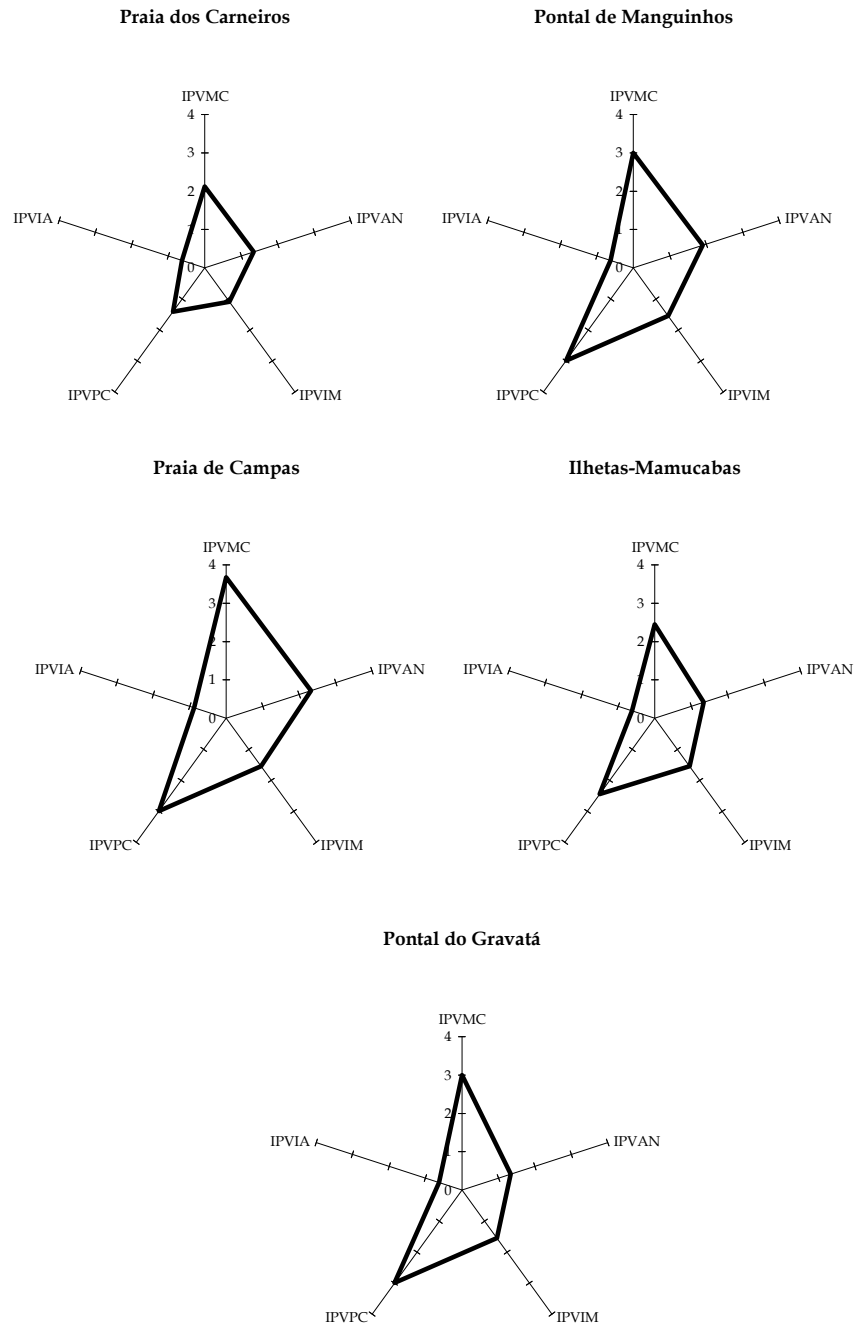 Praia dos Carneiros
IPVMC
4
3
2
1
0
IPVIA
IPVAN
IPVPC
IPVIM
Pontal de Manguinhos
IPVMC
4
3
2
1
0
IPVIA
IPVAN
IPVPC
IPVIM
Praia de Campas
IPVMC
4
3
2
1
0
IPVIA
IPVAN
IPVPC
IPVIM
Ilhetas-Mamucabas
IPVMC
4
3
2
1
0
IPVIA
IPVAN
IPVPC
IPVIM
Pontal do Gravatá
IPVMC
4
3
2
1
0
IPVIA
IPVAN
IPVPC
IPVIM